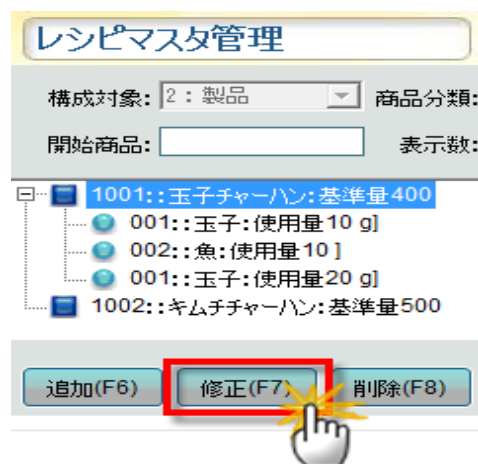 レシピマスタ管理
構成対象: 2：製品 商品分類:
開始商品: 表示数:
1001::玉子チャーハン:基準量400
001::玉子:使用量10 g]
002::魚:使用量10 ]
001::玉子:使用量20 g]
1002::キムチチャーハン:基準量500
追加(F6) 修正(F7) 削除(F8)